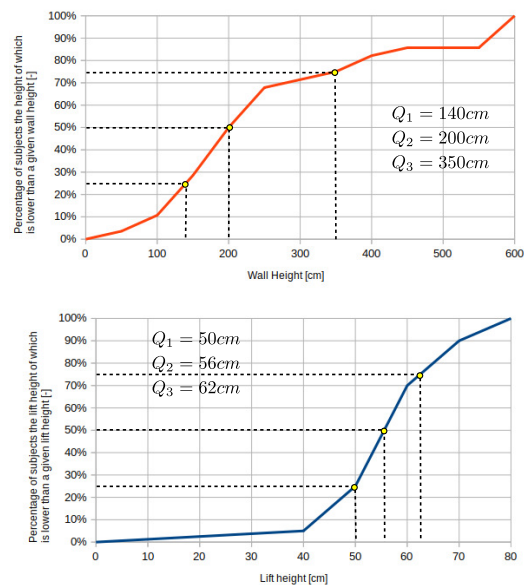 Percentage of subjects the height of which
is lower than a given wall height [-]
100%
90%
80%
70%
60%
50%
40%
30%
20%
10%
0%
Q1 = 140cm
Q2 = 200cm
Q3 = 350cm
0 100 200 300 400 500 600
Wall Height [cm]
Percentage of subjects the lift height of which
is lower than a given lift height [-]
100%
90%
80%
70%
60%
50%
40%
30%
20%
10%
0%
Q1 = 50cm
Q2 = 56cm
Q3 = 62cm
0 10 20 30 40 50 60 70 80
Lift height [cm]